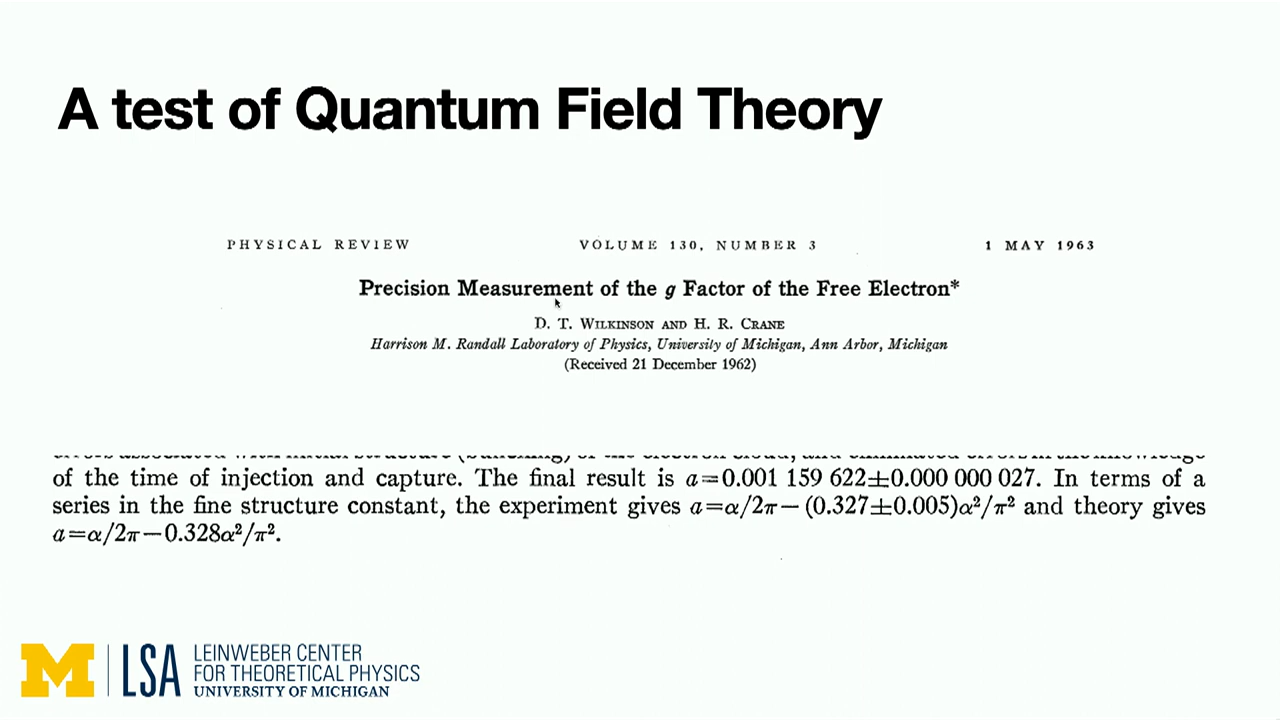 A test of Quantum Field Theory
PHYSICAL REVIEW VOLUME 130, NUMBER 3 1 MAY 1963
Precision Measurement of the g Factor of the Free Electron*
D. T. WILKINSON AND H. R. CRANE
Harrison M. Randall Laboratory of Physics, University of Michigan, Ann Arbor, Michigan
(Received 21 December 1962)
of the time of injection and capture. The final result is a=0.001 159 622±0.000 000 027. In terms of a
series in the fine structure constant, the experiment gives a=α/2π−(0.327±0.005)α²/π² and theory gives
a=α/2π−0.328α²/π².
M LSA LEINWEBER CENTER
FOR THEORETICAL PHYSICS
UNIVERSITY OF MICHIGAN